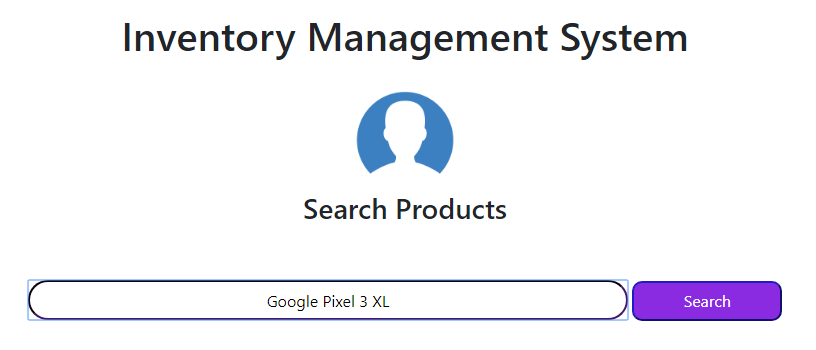 Inventory Management System
Search Products
Google Pixel 3 XL
Search